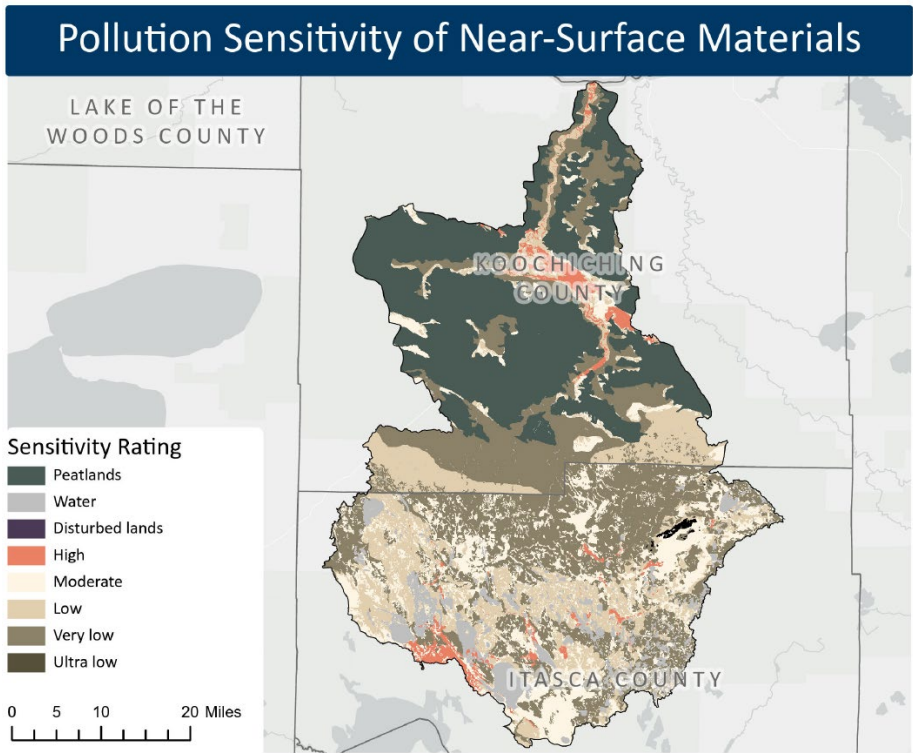 Pollution Sensitivity of Near-Surface Materials
LAKE OF THE
WOODS COUNTY
KOOCHICHING
COUNTY
Sensitivity Rating
Peatlands
Water
Disturbed lands
High
Moderate
Low
Very low
Ultra low
ITASCA COUNTY
0 5 10 20 Miles